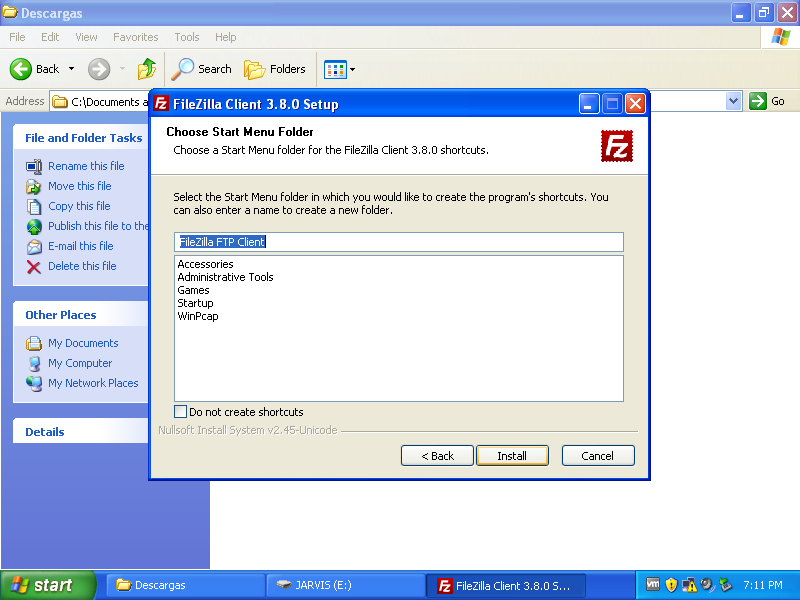 Descargas
File Edit View Favorites Tools Help
Back Search Folders
Address C:\Documents a Go
FileZilla Client 3.8.0 Setup
Choose Start Menu Folder
Choose a Start Menu folder for the FileZilla Client 3.8.0 shortcuts.
Select the Start Menu folder in which you would like to create the program's shortcuts. You
can also enter a name to create a new folder.
FileZilla FTP Client
Accessories
Administrative Tools
Games
Startup
WinPcap
Do not create shortcuts
Nullsoft Install System v2.45-Unicode
< Back Install Cancel
File and Folder Tasks
Rename this file
Move this file
Copy this file
Publish this file to the
E-mail this file
Delete this file
Other Places
My Documents
My Computer
My Network Places
Details
start Descargas JARVIS (E:) FileZilla Client 3.8.0 S... 7:11 PM